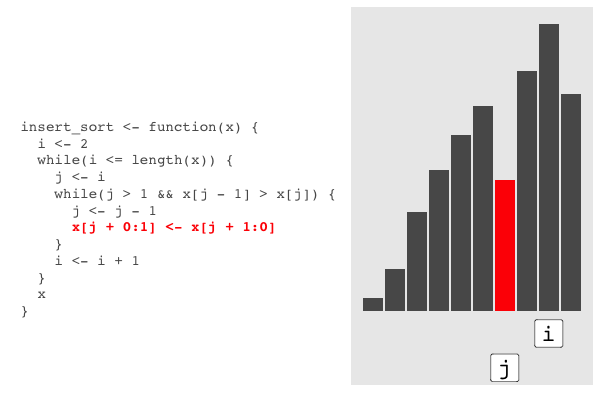 insert_sort <- function(x) {
  i <- 2
  while(i <= length(x)) {
    j <- i
    while(j > 1 && x[j - 1] > x[j]) {
      j <- j - 1
      x[j + 0:1] <- x[j + 1:0]
    }
    i <- i + 1
  }
  x
}
i
j